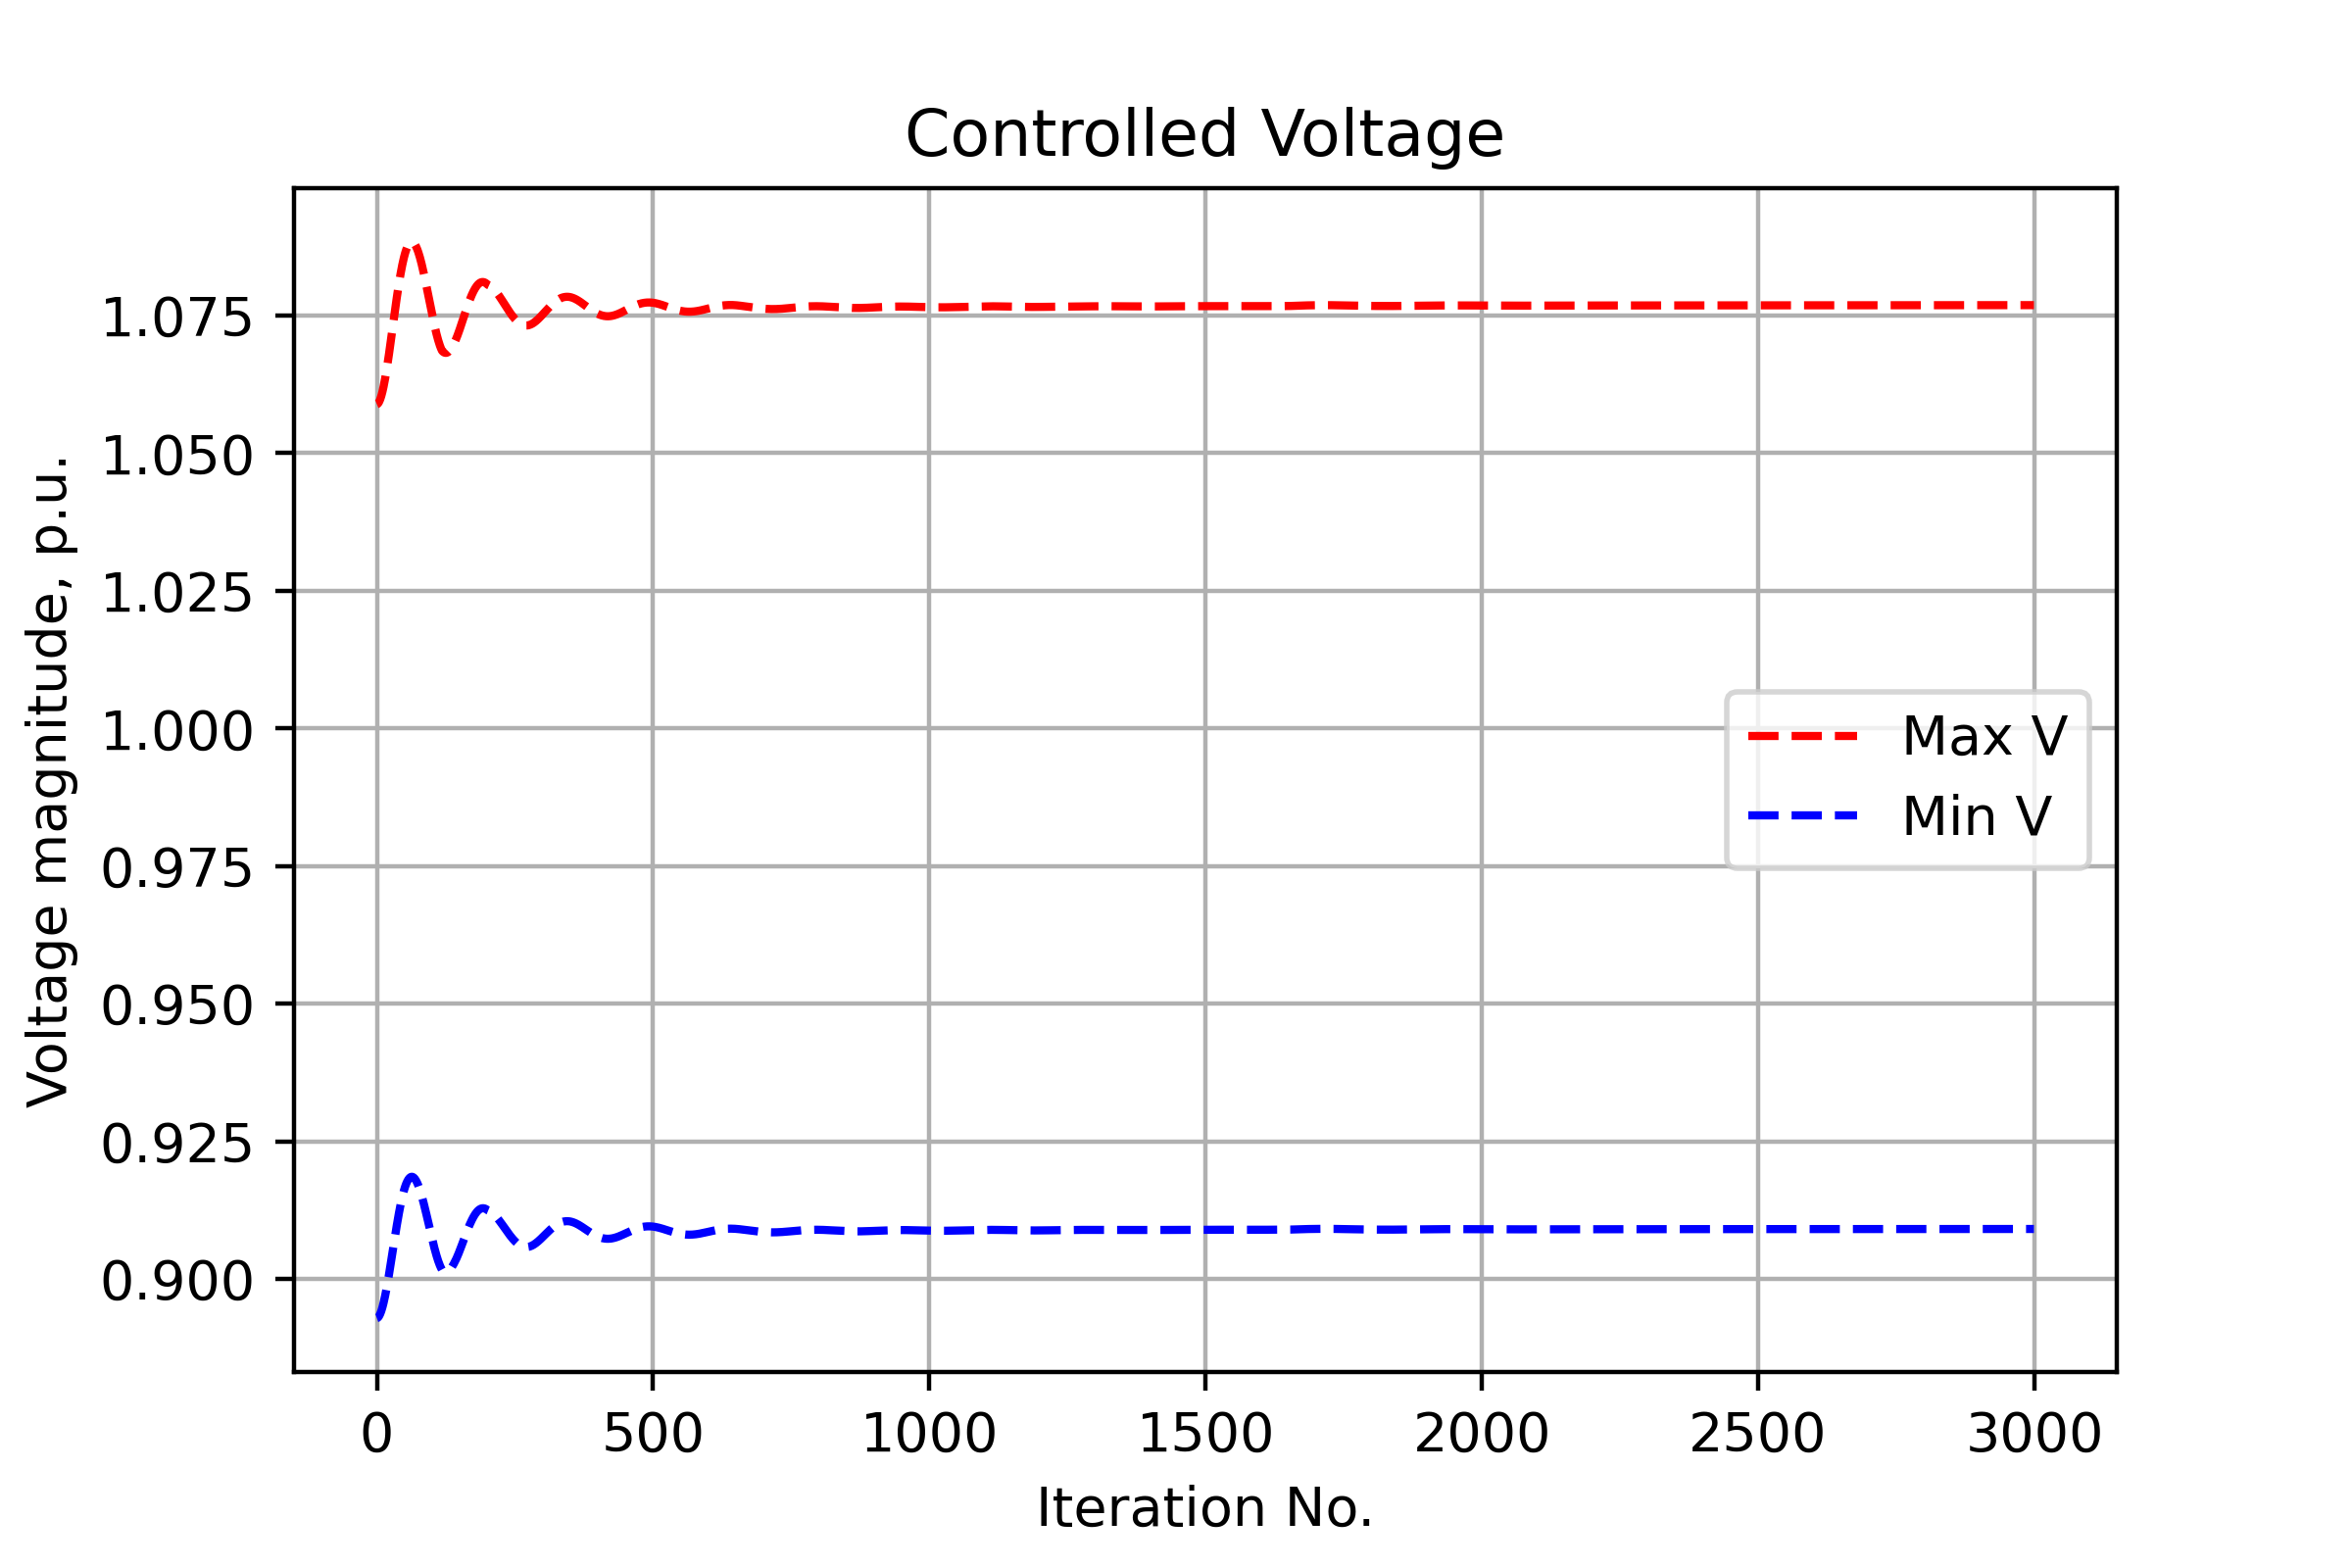 Controlled Voltage
Voltage magnitude, p.u.
1.075
1.050
1.025
1.000
0.975
0.950
0.925
0.900
Max V
Min V
0 500 1000 1500 2000 2500 3000
Iteration No.